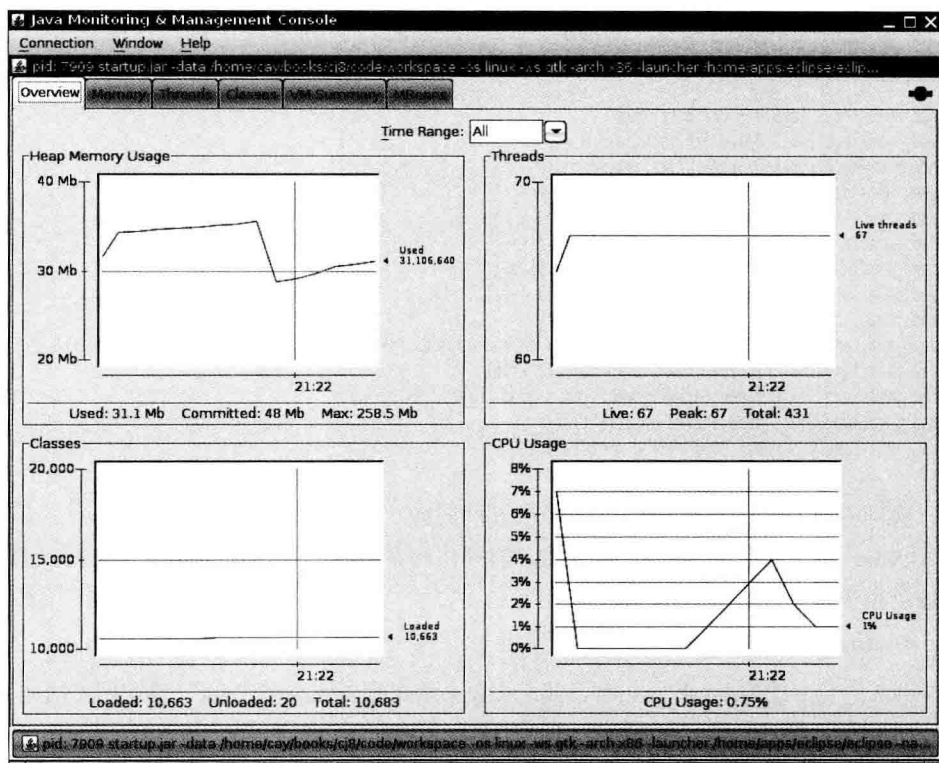 Java Monitoring & Management Console
Connection Window Help
pid: 7909 startup.jar -data /home/cay/books/cj8/code/workspace -os linux -ws gtk -arch x86 -launcher /home/apps/eclipse/eclip...
Overview Memory Threads Classes VM Summary MBeans
Time Range: All
Heap Memory Usage
40 Mb
30 Mb
20 Mb
Used
31,106,640
21:22
Used: 31.1 Mb Committed: 48 Mb Max: 258.5 Mb
Threads
70
60
Live threads
67
21:22
Live: 67 Peak: 67 Total: 431
Classes
20,000
15,000
10,000
Loaded
10,663
21:22
Loaded: 10,663 Unloaded: 20 Total: 10,683
CPU Usage
8%
7%
6%
5%
4%
3%
2%
1%
0%
CPU Usage
1%
21:22
CPU Usage: 0.75%
pid: 7909 startup.jar -data /home/cay/books/cj8/code/workspace -os linux -ws gtk -arch x86 -launcher /home/apps/eclipse/eclipse -na...